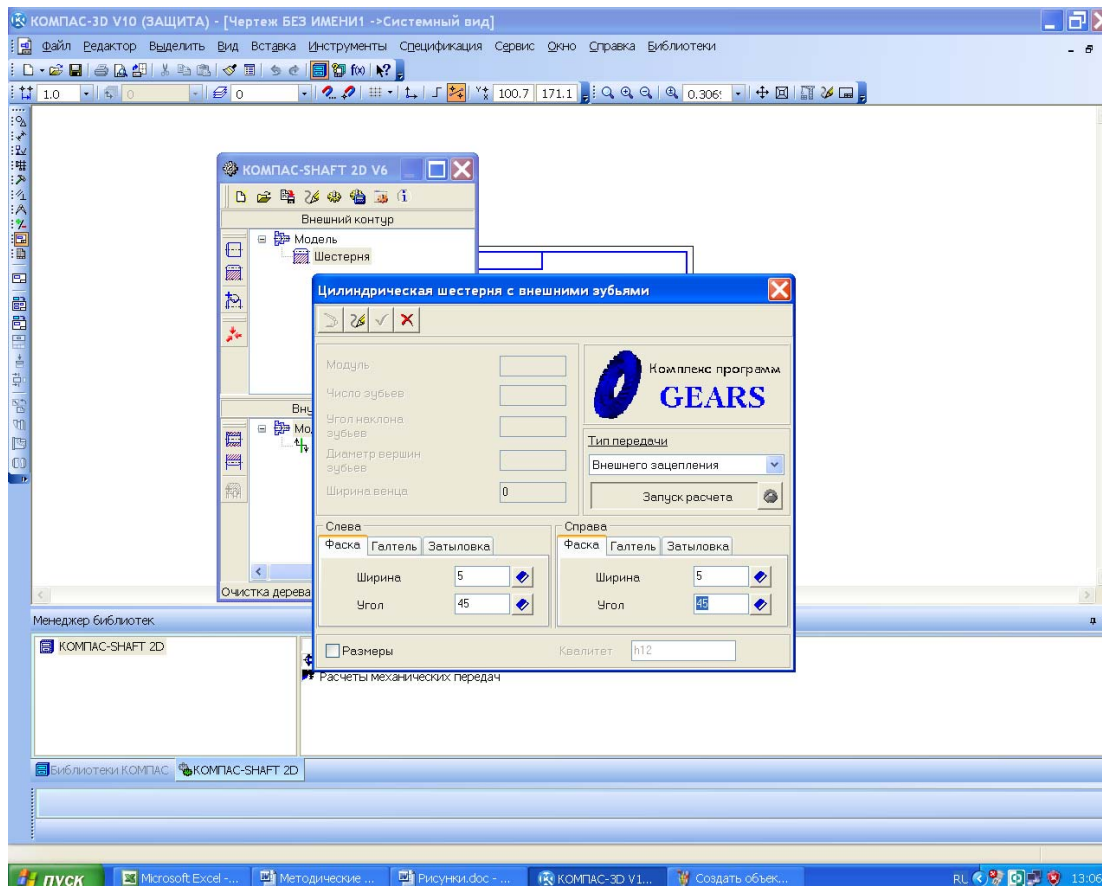 КОМПАС-3D V10 (ЗАЩИТА) - [Чертеж БЕЗ ИМЕНИ1 ->Системный вид]
Файл Редактор Выделить Вид Вставка Инструменты Спецификация Сервис Окно Справка Библиотеки
1.0 0 0 100.7 171.1 0.306
КОМПАС-SHAFT 2D V6
Внешний контур
Модель
Шестерня
Цилиндрическая шестерня с внешними зубьями
Модуль
Число зубьев
Угол наклона
зубьев
Диаметр вершин
зубьев
Ширина венца 0
Комплекс программ
GEARS
Тип передачи
Внешнего зацепления
Запуск расчета
Вну
Мо
Слева
Фаска Галтель Затыловка
Ширина 5
Угол 45
Справа
Фаска Галтель Затыловка
Ширина 5
Угол 45
Размеры
Квалитет h12
Очистка дерева
Менеджер библиотек
КОМПАС-SHAFT 2D
Расчеты механических передач
Библиотеки КОМПАС КОМПАС-SHAFT 2D
пуск Microsoft Excel -... Методические ... Рисунки.doc - ... КОМПАС-3D V1... Создать объек... RU 13:06